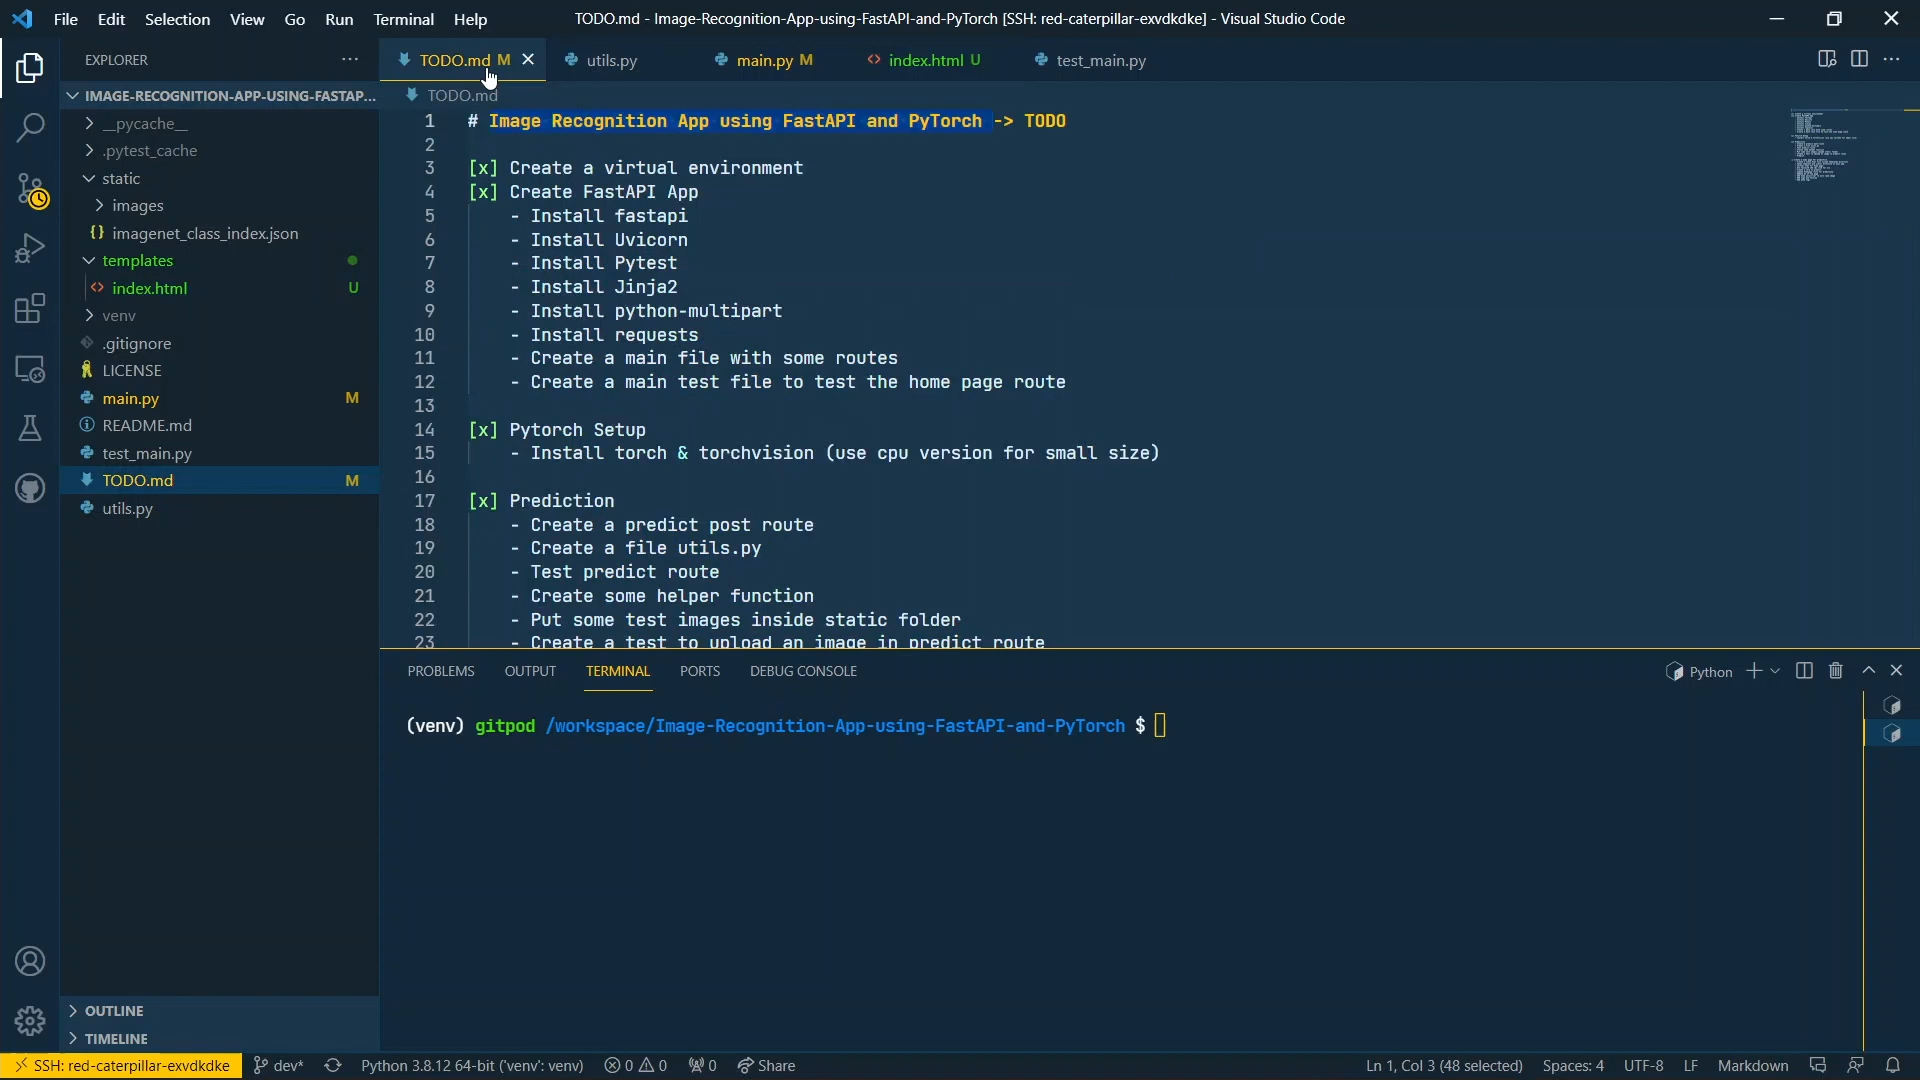 File Edit Selection View Go Run Terminal Help
TODO.md - Image-Recognition-App-using-FastAPI-and-PyTorch [SSH: red-caterpillar-exvdkdke] - Visual Studio Code
EXPLORER
TODO.md M
utils.py
main.py M
index.html U
test_main.py
IMAGE-RECOGNITION-APP-USING-FASTAP...
__pycache__
.pytest_cache
static
images
imagenet_class_index.json
templates
index.html U
venv
.gitignore
LICENSE
main.py M
README.md
test_main.py
TODO.md M
utils.py
OUTLINE
TIMELINE
TODO.md
1 # Image Recognition App using FastAPI and PyTorch -> TODO
2
3 [x] Create a virtual environment
4 [x] Create FastAPI App
5 - Install fastapi
6 - Install Uvicorn
7 - Install Pytest
8 - Install Jinja2
9 - Install python-multipart
10 - Install requests
11 - Create a main file with some routes
12 - Create a main test file to test the home page route
13
14 [x] Pytorch Setup
15 - Install torch & torchvision (use cpu version for small size)
16
17 [x] Prediction
18 - Create a predict post route
19 - Create a file utils.py
20 - Test predict route
21 - Create some helper function
22 - Put some test images inside static folder
23 - Create a test to upload an image in predict route
PROBLEMS OUTPUT TERMINAL PORTS DEBUG CONSOLE
Python
(venv) gitpod /workspace/Image-Recognition-App-using-FastAPI-and-PyTorch $
SSH: red-caterpillar-exvdkdke dev* Python 3.8.12 64-bit ('venv': venv) 0 0 0 Share Ln 1, Col 3 (48 selected) Spaces: 4 UTF-8 LF Markdown